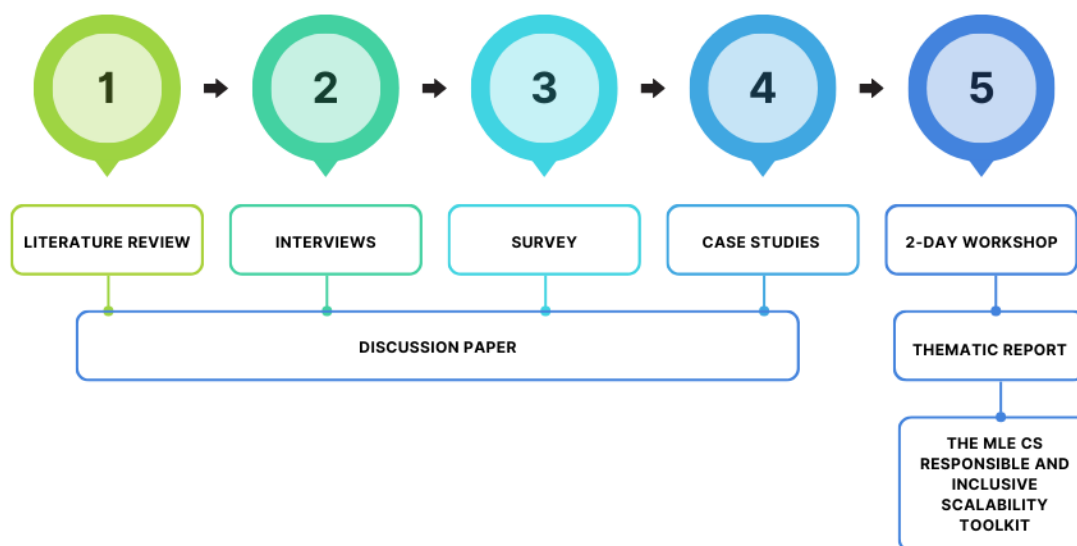 1
2
3
4
5
LITERATURE REVIEW
INTERVIEWS
SURVEY
CASE STUDIES
2-DAY WORKSHOP
DISCUSSION PAPER
THEMATIC REPORT
THE MLE CS
RESPONSIBLE AND
INCLUSIVE
SCALABILITY
TOOLKIT